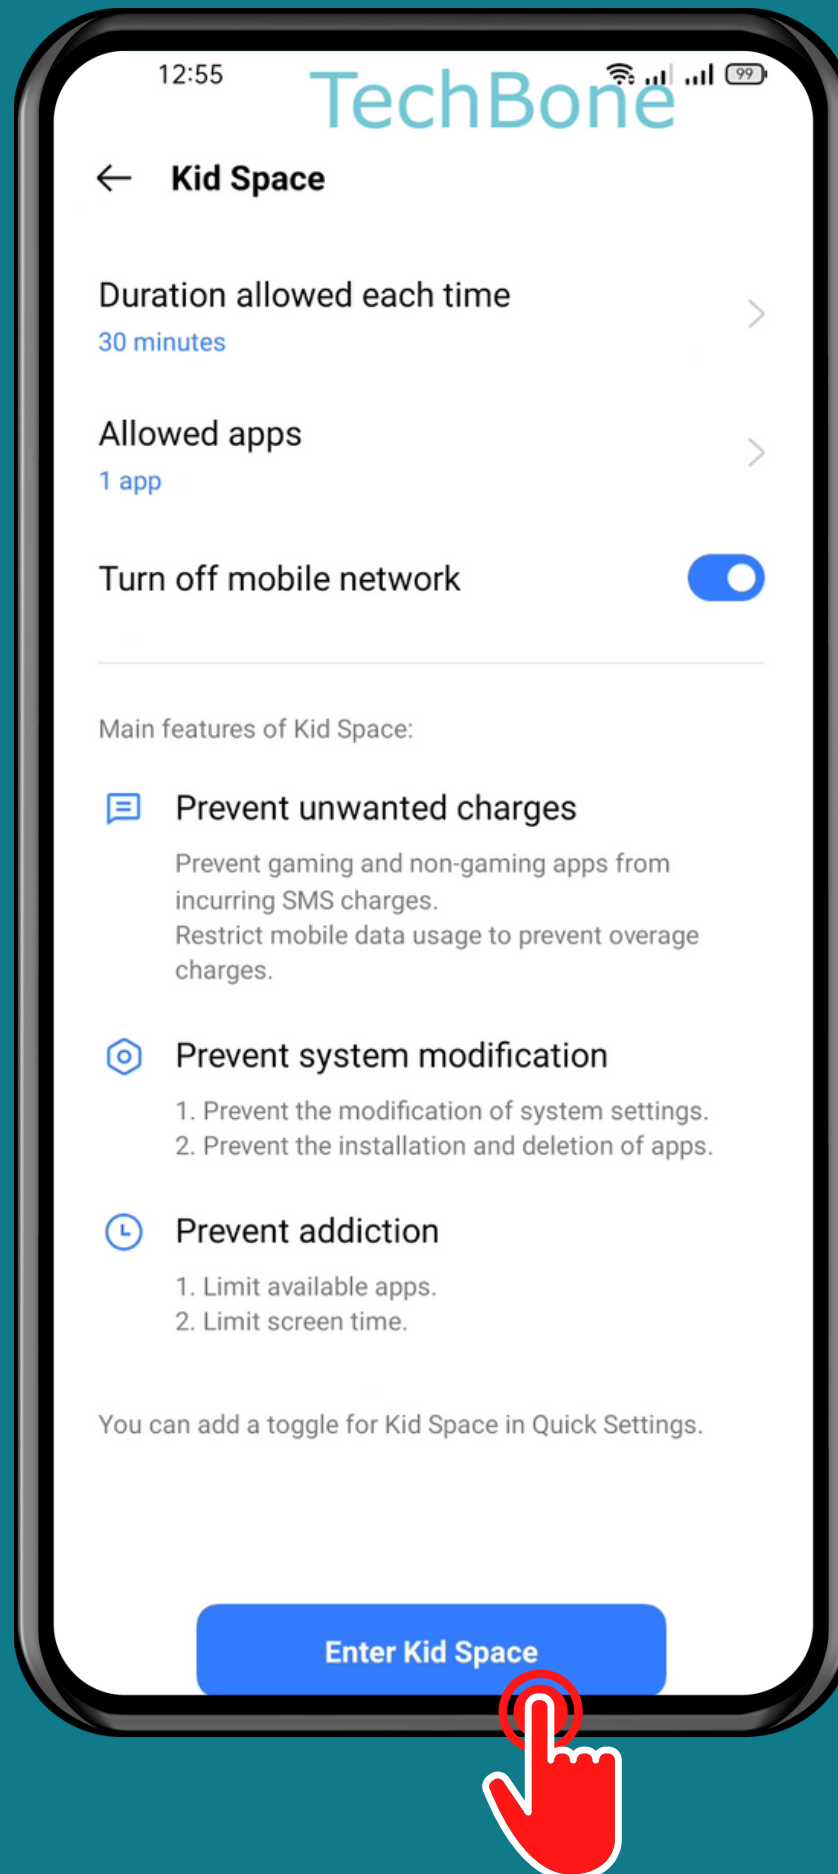 12:55
TechBone
99
Kid Space
Duration allowed each time
30 minutes
Allowed apps
1 app
Turn off mobile network
Main features of Kid Space:
Prevent unwanted charges
Prevent gaming and non-gaming apps from
incurring SMS charges.
Restrict mobile data usage to prevent overage
charges.
Prevent system modification
1. Prevent the modification of system settings.
2. Prevent the installation and deletion of apps.
Prevent addiction
1. Limit available apps.
2. Limit screen time.
You can add a toggle for Kid Space in Quick Settings.
Enter Kid Space